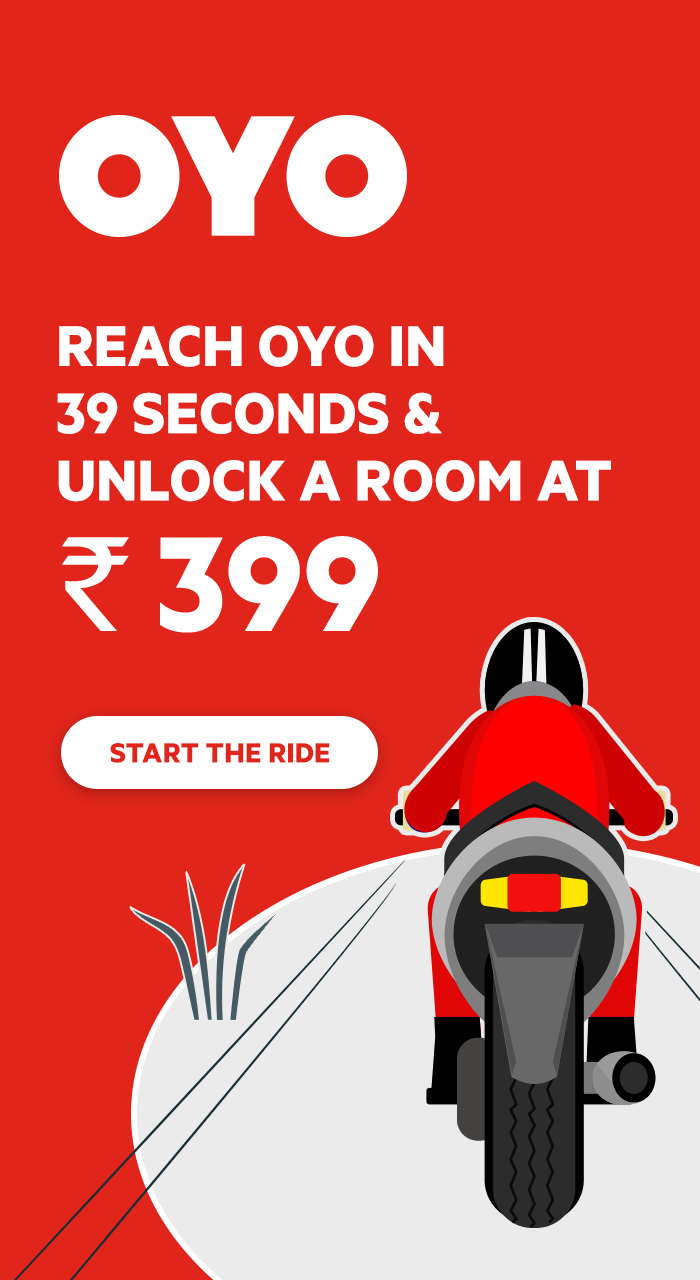 OYO
REACH OYO IN
39 SECONDS &
UNLOCK A ROOM AT
₹ 399
START THE RIDE